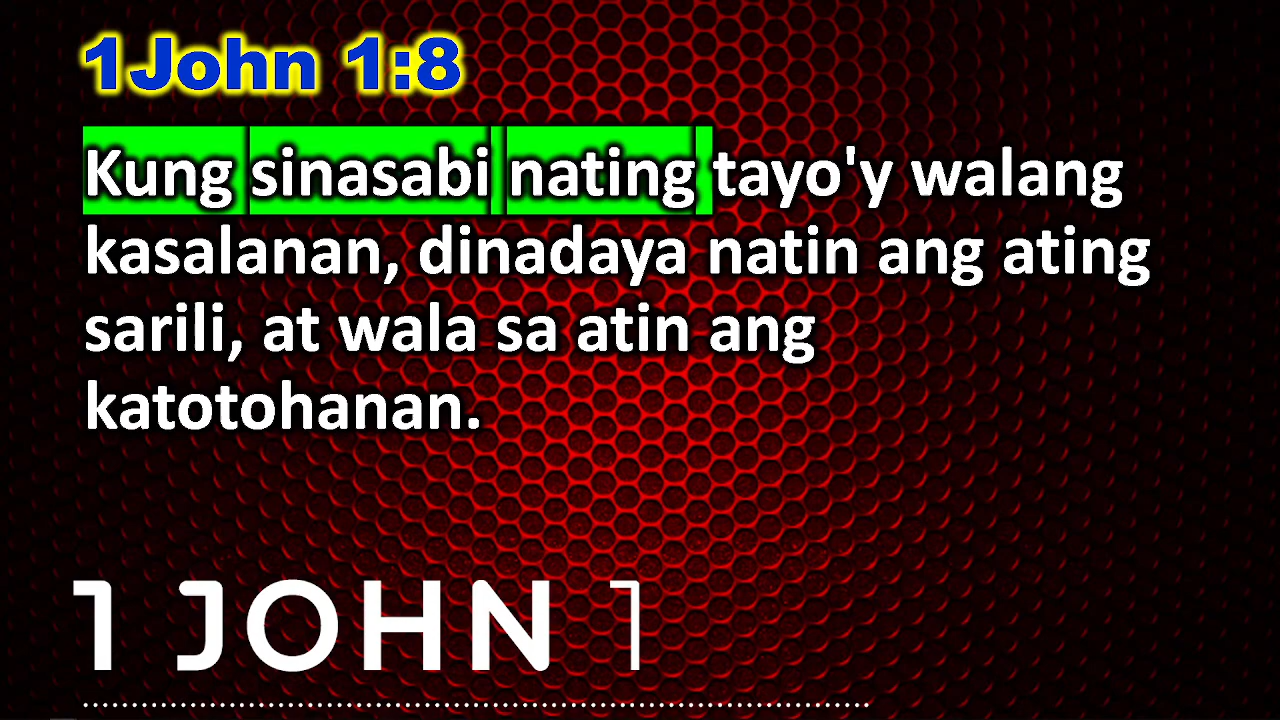 1John 1:8
Kung sinasabi nating tayo'y walang
kasalanan, dinadaya natin ang ating
sarili, at wala sa atin ang
katotohanan.
1 JOHN 1